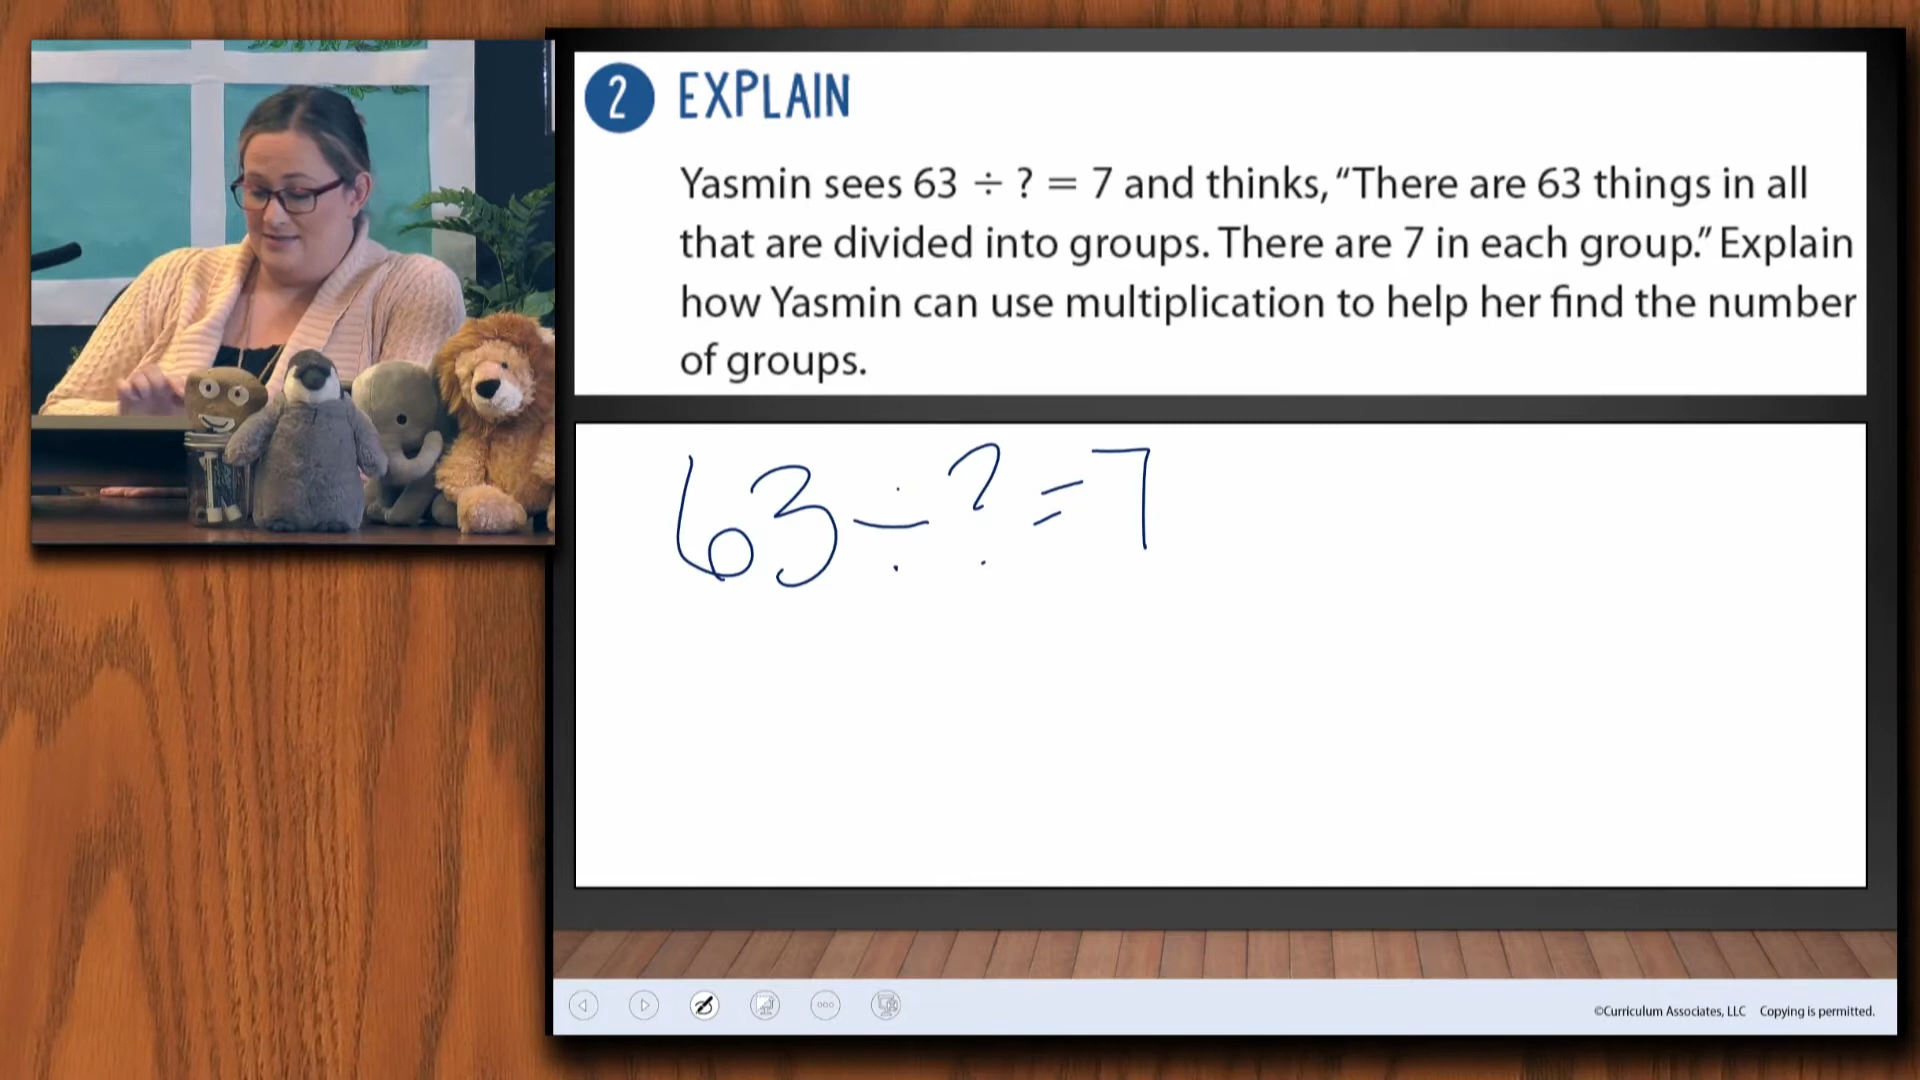 2 EXPLAIN
Yasmin sees 63 ÷ ? = 7 and thinks, “There are 63 things in all
that are divided into groups. There are 7 in each group.” Explain
how Yasmin can use multiplication to help her find the number
of groups.
63 ÷ ? = 7
©Curriculum Associates, LLC Copying is permitted.